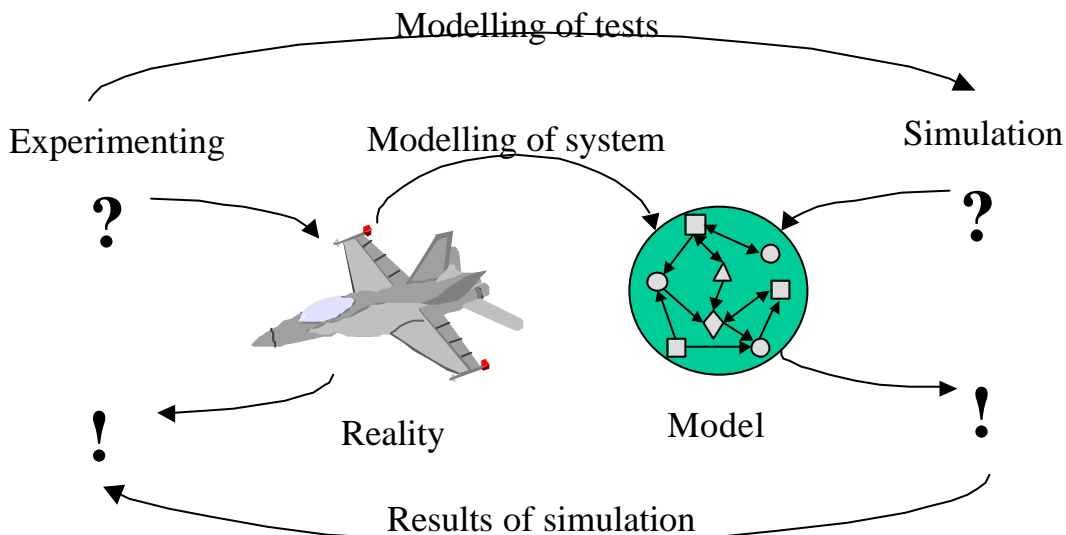 Modelling of tests
Experimenting
Modelling of system
Simulation
?
?
!
Reality
Model
!
Results of simulation